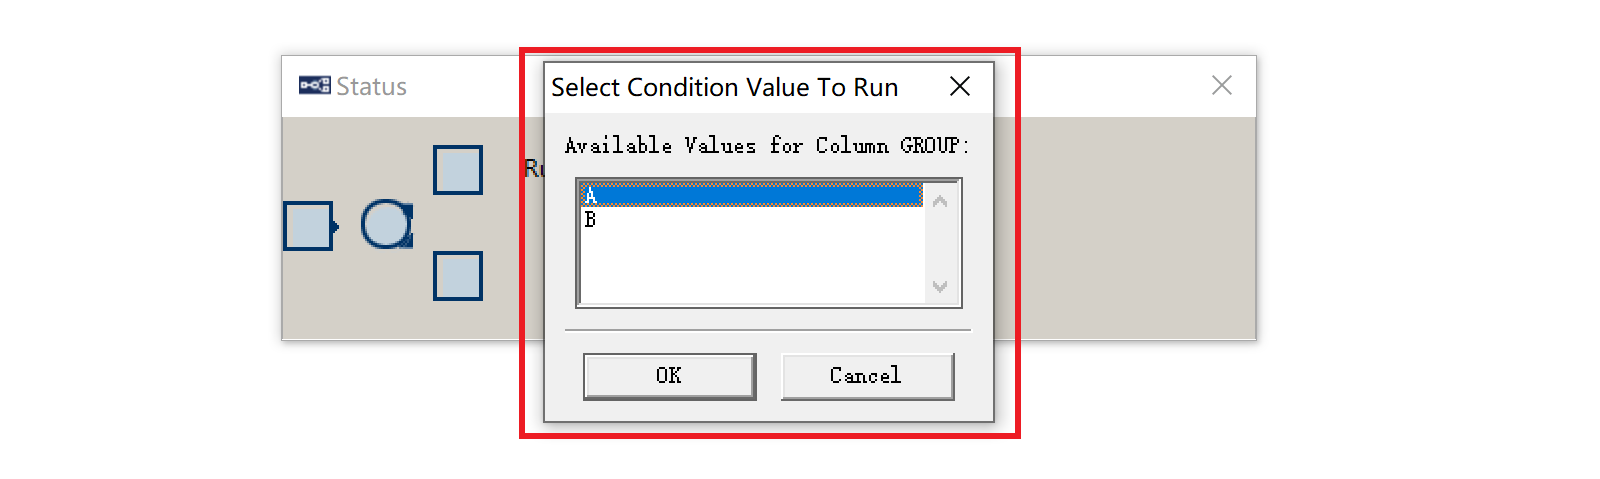 Status
Select Condition Value To Run
Available Values for Column GROUP:
A
B
OK
Cancel